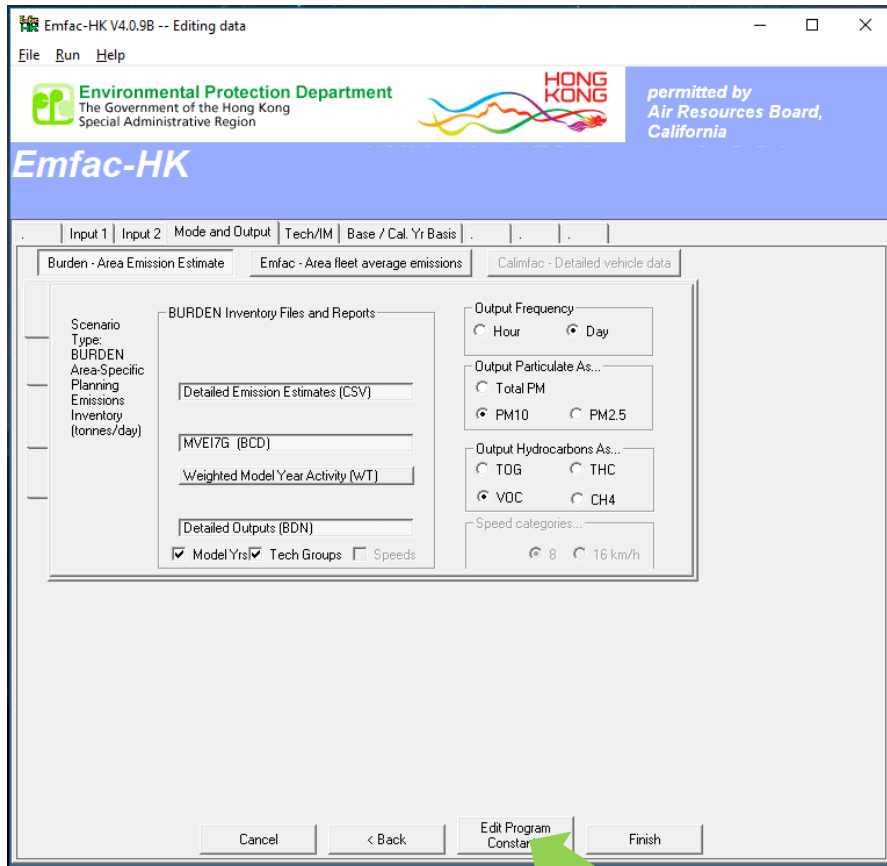 Emfac-HK V4.0.9B -- Editing data
File Run Help
Environmental Protection Department
The Government of the Hong Kong
Special Administrative Region
HONG
KONG
permitted by
Air Resources Board,
California
Emfac-HK
. Input 1 Input 2 Mode and Output Tech/IM Base / Cal. Yr Basis . . .
Burden - Area Emission Estimate Emfac - Area fleet average emissions Calimfac - Detailed vehicle data
Scenario
Type:
BURDEN
Area-Specific
Planning
Emissions
Inventory
(tonnes/day)
BURDEN Inventory Files and Reports
Detailed Emission Estimates (CSV)
MVEI7G (BCD)
Weighted Model Year Activity (WT)
Detailed Outputs (BDN)
Model Yrs Tech Groups Speeds
Output Frequency
Hour Day
Output Particulate As...
Total PM
PM10 PM2.5
Output Hydrocarbons As...
TOG THC
VOC CH4
Speed categories...
8 16 km/h
Cancel < Back Edit Program Finish